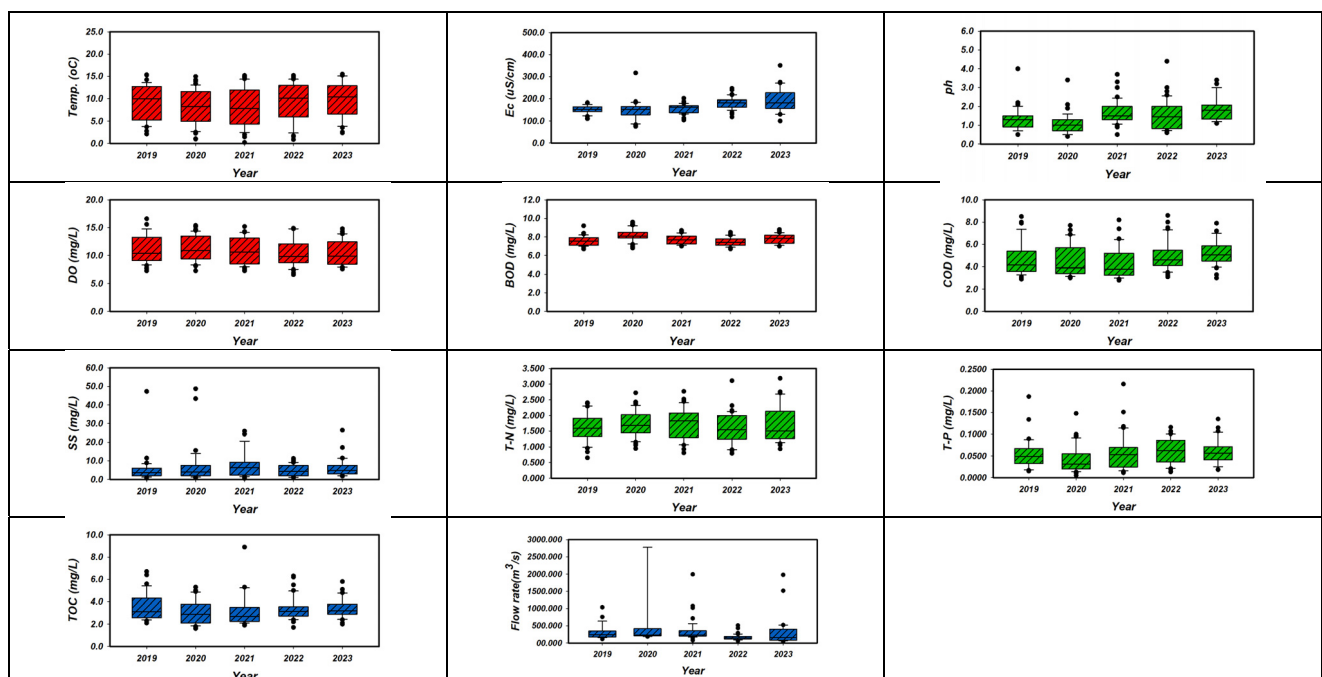 Temp. (oC)
25.0
20.0
15.0
10.0
5.0
0.0
2019 2020 2021 2022 2023
Year
Ec (uS/cm)
500.0
400.0
300.0
200.0
100.0
0.0
2019 2020 2021 2022 2023
Year
ph
6.0
5.0
4.0
3.0
2.0
1.0
0.0
2019 2020 2021 2022 2023
Year
DO (mg/L)
20.0
15.0
10.0
5.0
0.0
2019 2020 2021 2022 2023
Year
BOD (mg/L)
12.0
10.0
8.0
6.0
4.0
2.0
0.0
2019 2020 2021 2022 2023
Year
COD (mg/L)
10.0
8.0
6.0
4.0
2.0
0.0
2019 2020 2021 2022 2023
Year
SS (mg/L)
60.0
50.0
40.0
30.0
20.0
10.0
0.0
2019 2020 2021 2022 2023
Year
T-N (mg/L)
3.500
3.000
2.500
2.000
1.500
1.000
0.500
0.000
2019 2020 2021 2022 2023
Year
T-P (mg/L)
0.2500
0.2000
0.1500
0.1000
0.0500
0.0000
2019 2020 2021 2022 2023
Year
TOC (mg/L)
10.0
8.0
6.0
4.0
2.0
0.0
2019 2020 2021 2022 2023
Year
Flow rate(m³/s)
3000.000
2500.000
2000.000
1500.000
1000.000
500.000
00.000
2019 2020 2021 2022 2023
Year